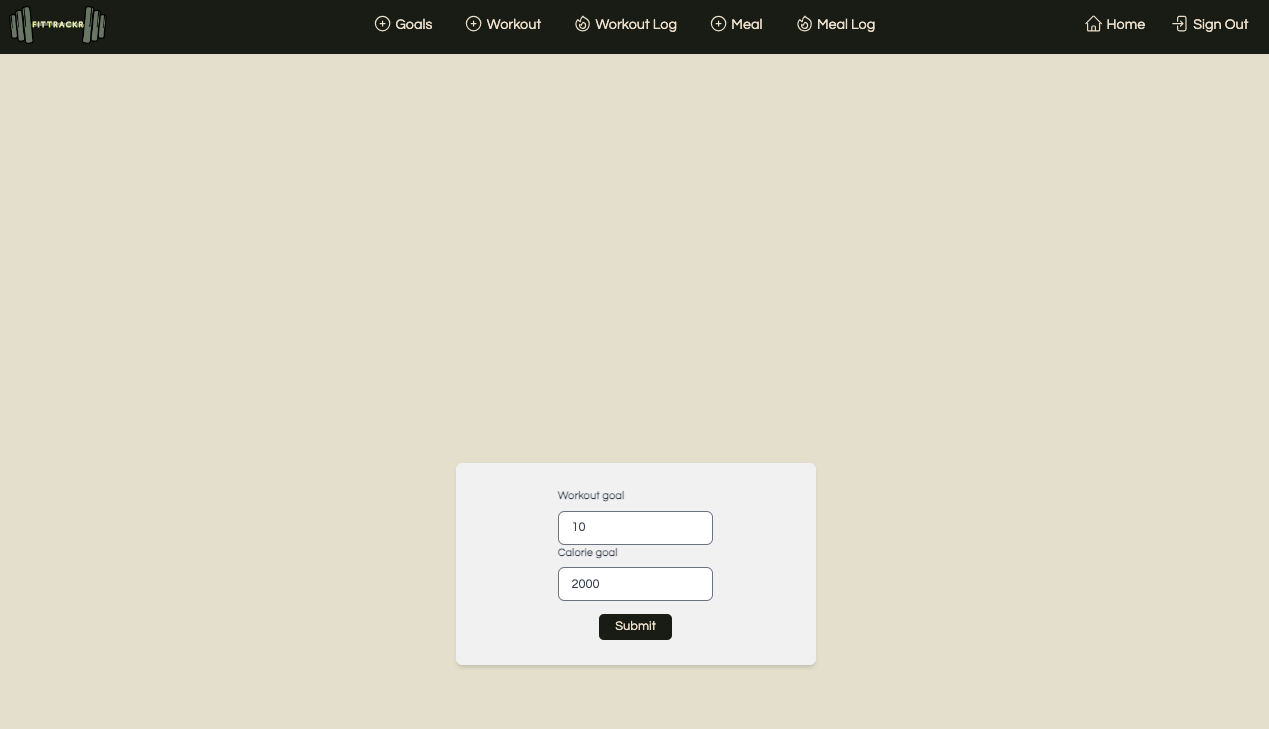 FITTRACKR
Goals
Workout
Workout Log
Meal
Meal Log
Home
Sign Out
Workout goal
10
Calorie goal
2000
Submit